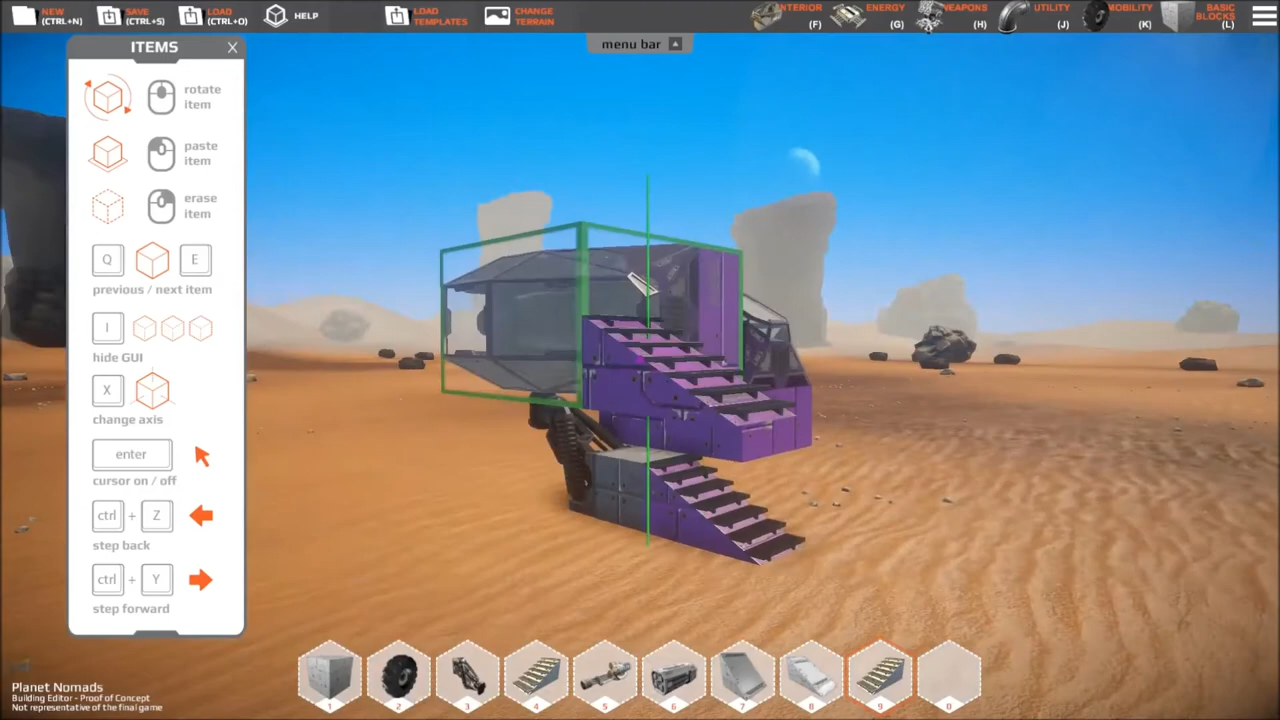 NEW
(CTRL+N)
SAVE
(CTRL+S)
LOAD
(CTRL+O)
HELP
LOAD
TEMPLATES
CHANGE
TERRAIN
INTERIOR
(F)
ENERGY
(G)
WEAPONS
(H)
UTILITY
(J)
MOBILITY
(K)
BASIC
BLOCKS
(L)
menu bar
ITEMS
X
rotate
item
paste
item
erase
item
Q
E
previous / next item
I
hide GUI
X
change axis
enter
cursor on / off
ctrl + Z
step back
ctrl + Y
step forward
1 2 3 4 5 6 7 8 9 0
Planet Nomads
Building Editor - Proof of Concept
Not representative of the final game